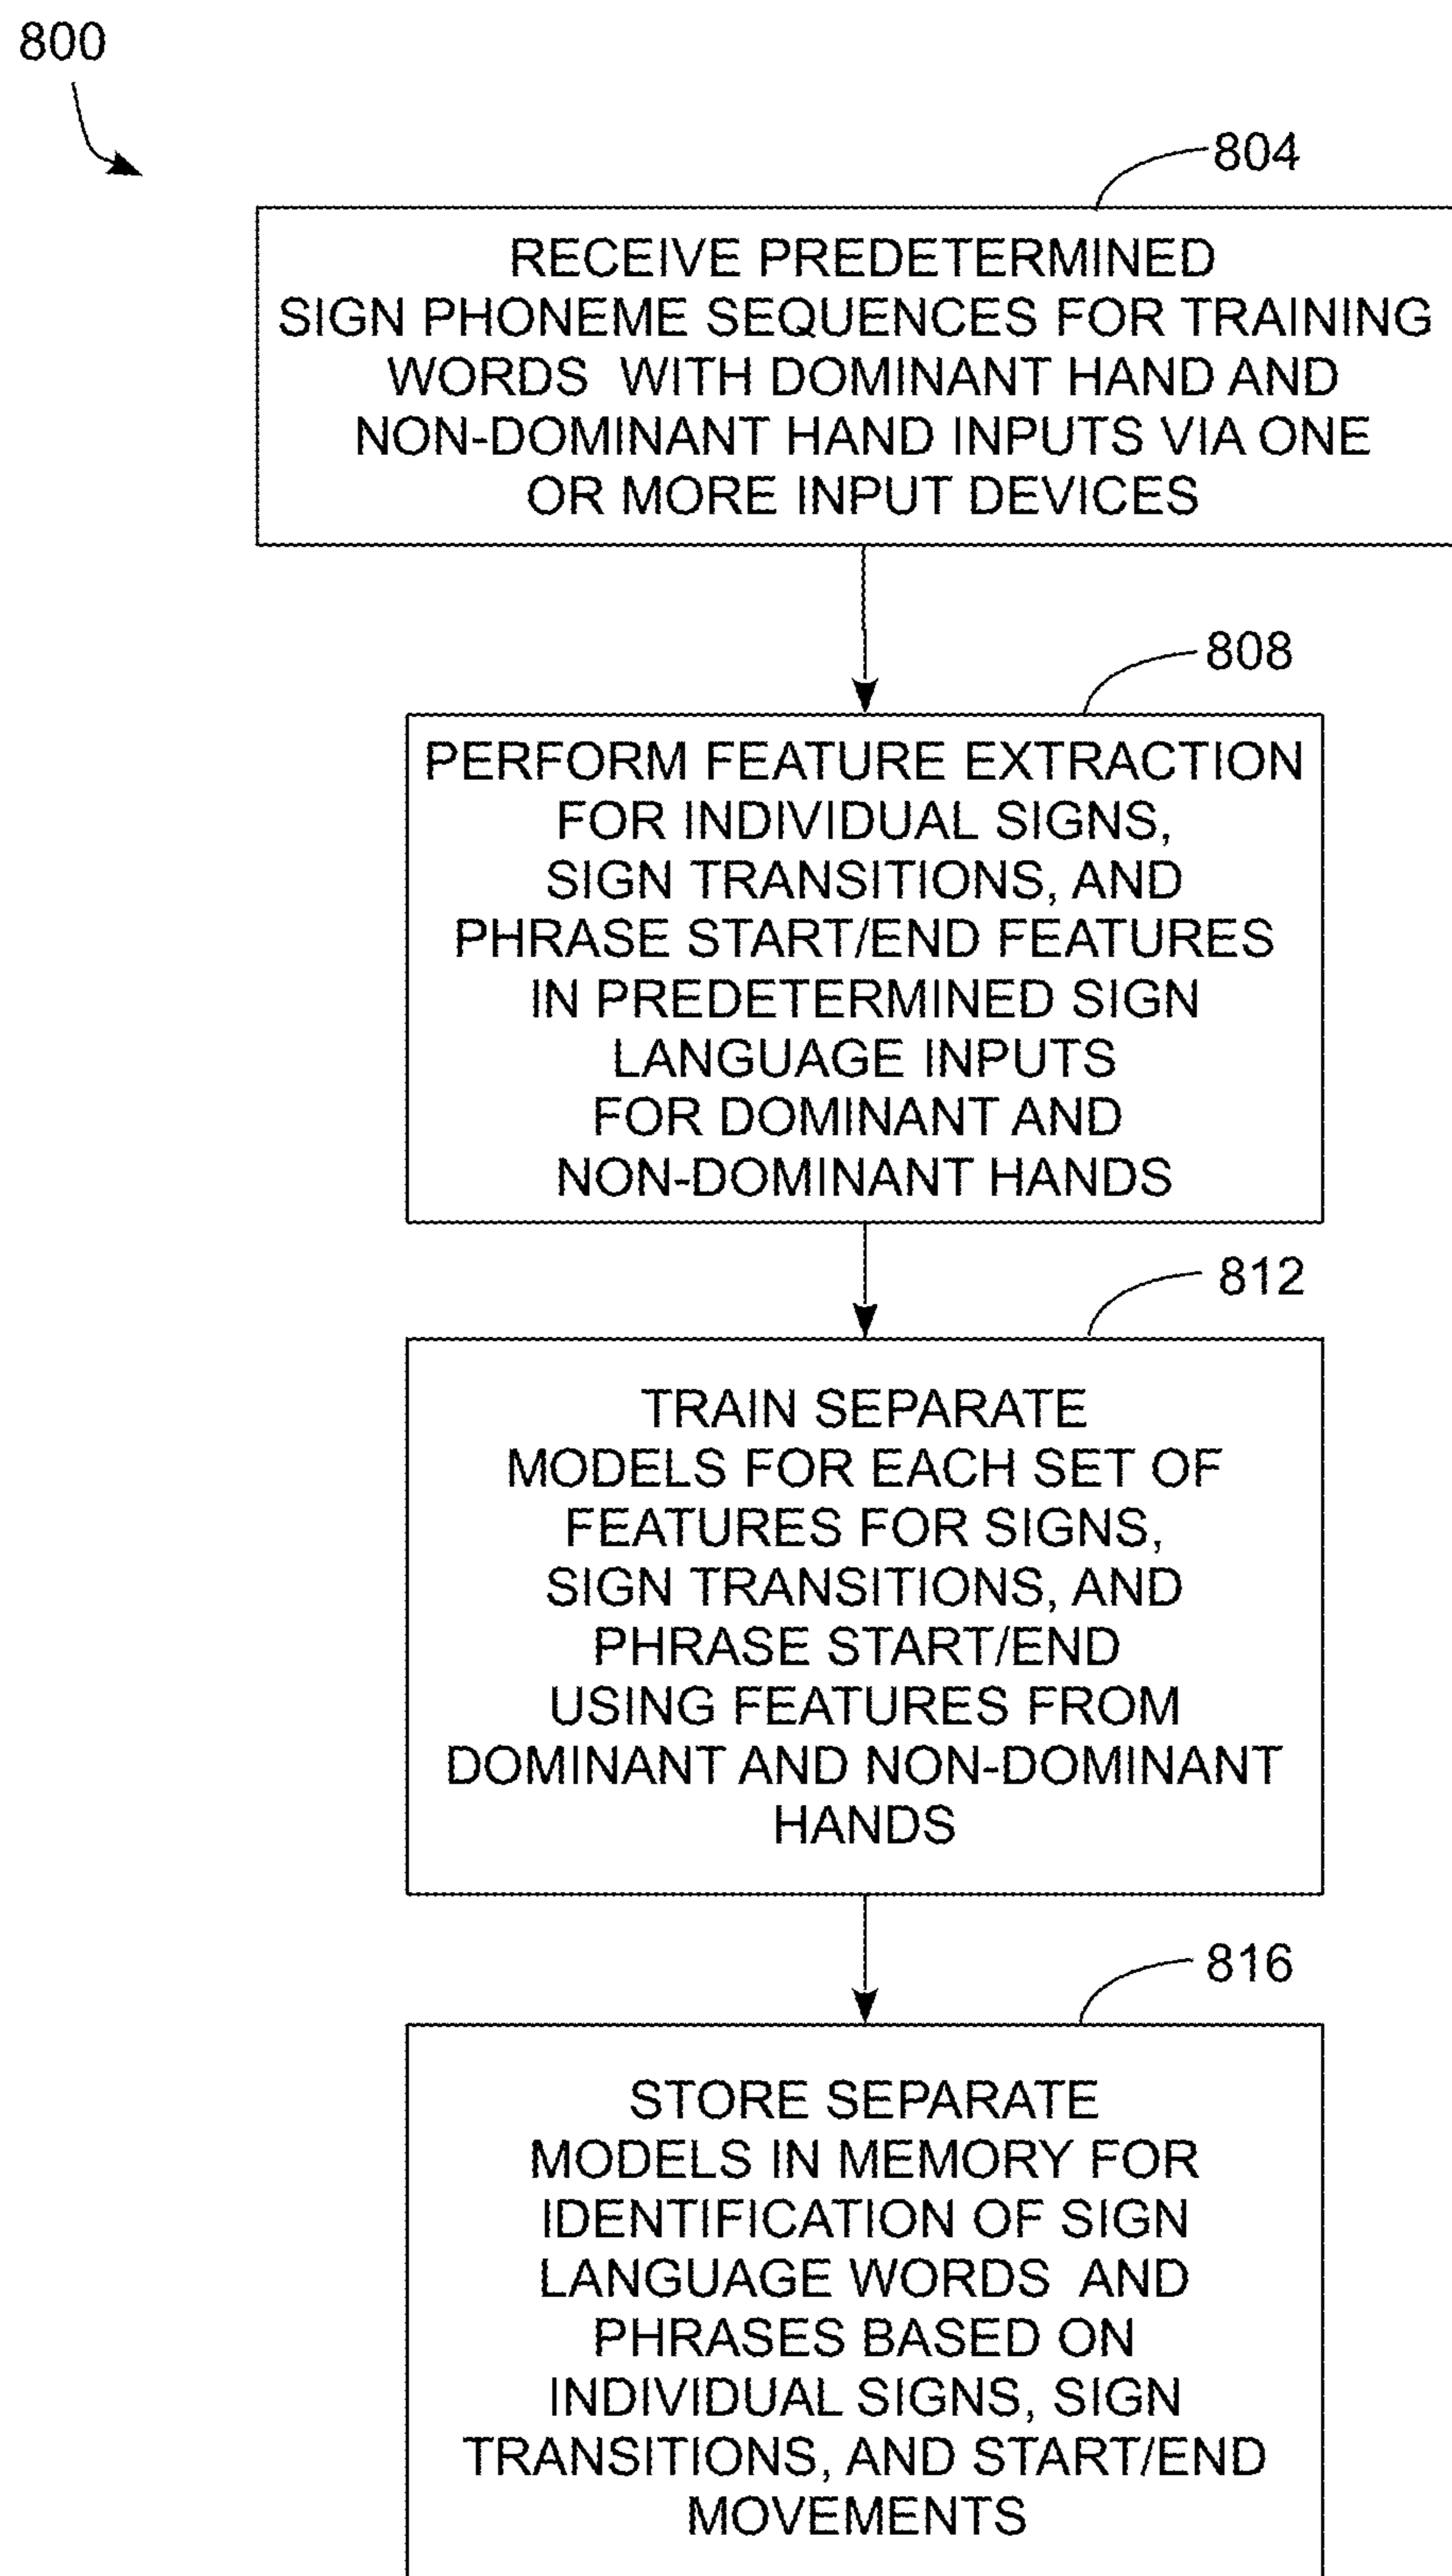 800
804
RECEIVE PREDETERMINED
SIGN PHONEME SEQUENCES FOR TRAINING
WORDS WITH DOMINANT HAND AND
NON-DOMINANT HAND INPUTS VIA ONE
OR MORE INPUT DEVICES
808
PERFORM FEATURE EXTRACTION
FOR INDIVIDUAL SIGNS,
SIGN TRANSITIONS, AND
PHRASE START/END FEATURES
IN PREDETERMINED SIGN
LANGUAGE INPUTS
FOR DOMINANT AND
NON-DOMINANT HANDS
812
TRAIN SEPARATE
MODELS FOR EACH SET OF
FEATURES FOR SIGNS,
SIGN TRANSITIONS, AND
PHRASE START/END
USING FEATURES FROM
DOMINANT AND NON-DOMINANT
HANDS
816
STORE SEPARATE
MODELS IN MEMORY FOR
IDENTIFICATION OF SIGN
LANGUAGE WORDS AND
PHRASES BASED ON
INDIVIDUAL SIGNS, SIGN
TRANSITIONS, AND START/END
MOVEMENTS